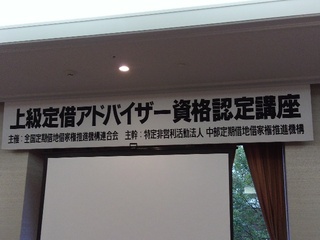 上級定借アドバイザー資格認定講座
主催：全国定期借地借家権推進機構連合会　主幹：特定非営利活動法人 中部定期借地借家権推進機構